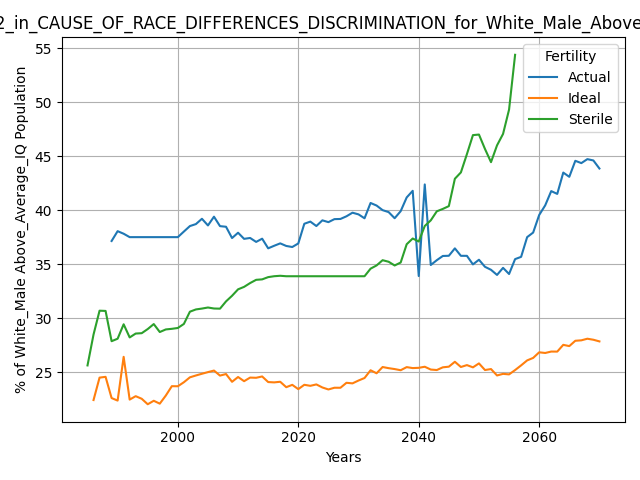 2_in_CAUSE_OF_RACE_DIFFERENCES_DISCRIMINATION_for_White_Male_Above
55
50
45
40
35
30
25
% of White_Male Above_Average_IQ Population
Fertility
Actual
Ideal
Sterile
2000
2020
2040
2060
Years